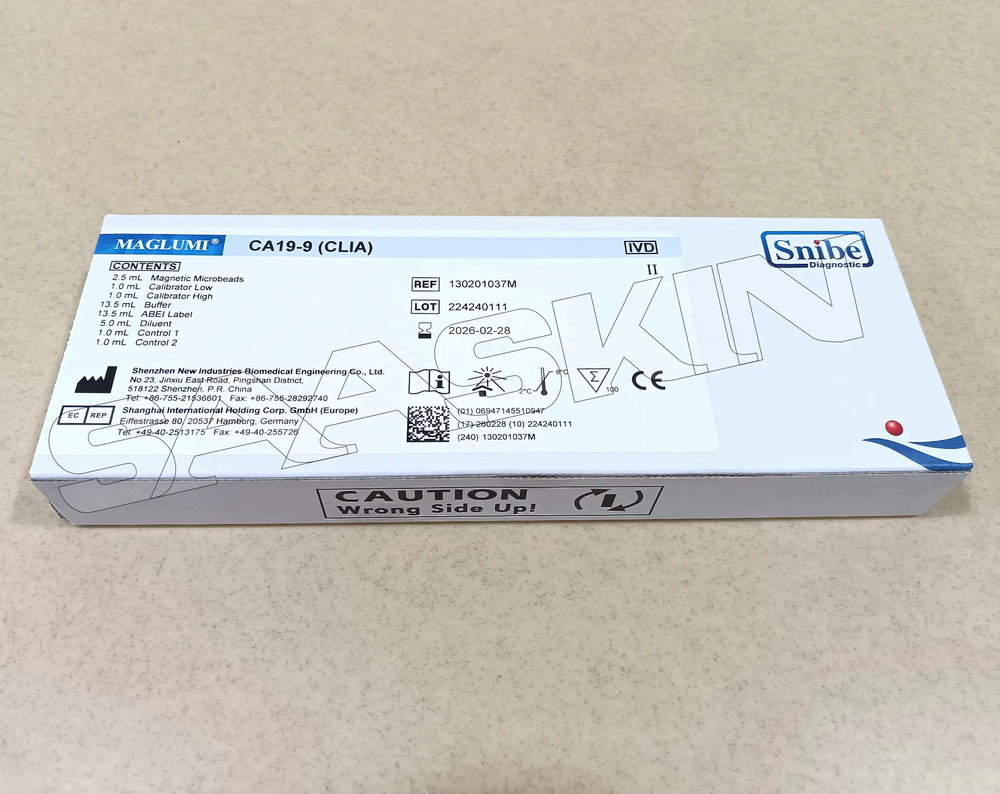 MAGLUMI®
CA19-9 (CLIA)
IVD
Snibe
Diagnostic
II
CONTENTS
2.5 mL Magnetic Microbeads
1.0 mL Calibrator Low
1.0 mL Calibrator High
13.5 mL Buffer
13.5 mL ABEI Label
5.0 mL Diluent
1.0 mL Control 1
1.0 mL Control 2
REF 130201037M
LOT 224240111
2026-02-28
Shenzhen New Industries Biomedical Engineering Co., Ltd.
No.23, Jinxiu East Road, Pingshan District,
518122 Shenzhen, P.R. China
Tel: +86-755-21536601 Fax: +86-755-28292740
EC REP
Shanghai International Holding Corp. GmbH (Europe)
Eiffestrasse 80, 20537 Hamburg, Germany
Tel: +49-40-2513175 Fax: +49-40-255726
i
2°C
8°C
Σ
100
CE
(01) 06947145510947
(17) 260228 (10) 224240111
(240) 130201037M
CAUTION
Wrong Side Up!
SAASKIN